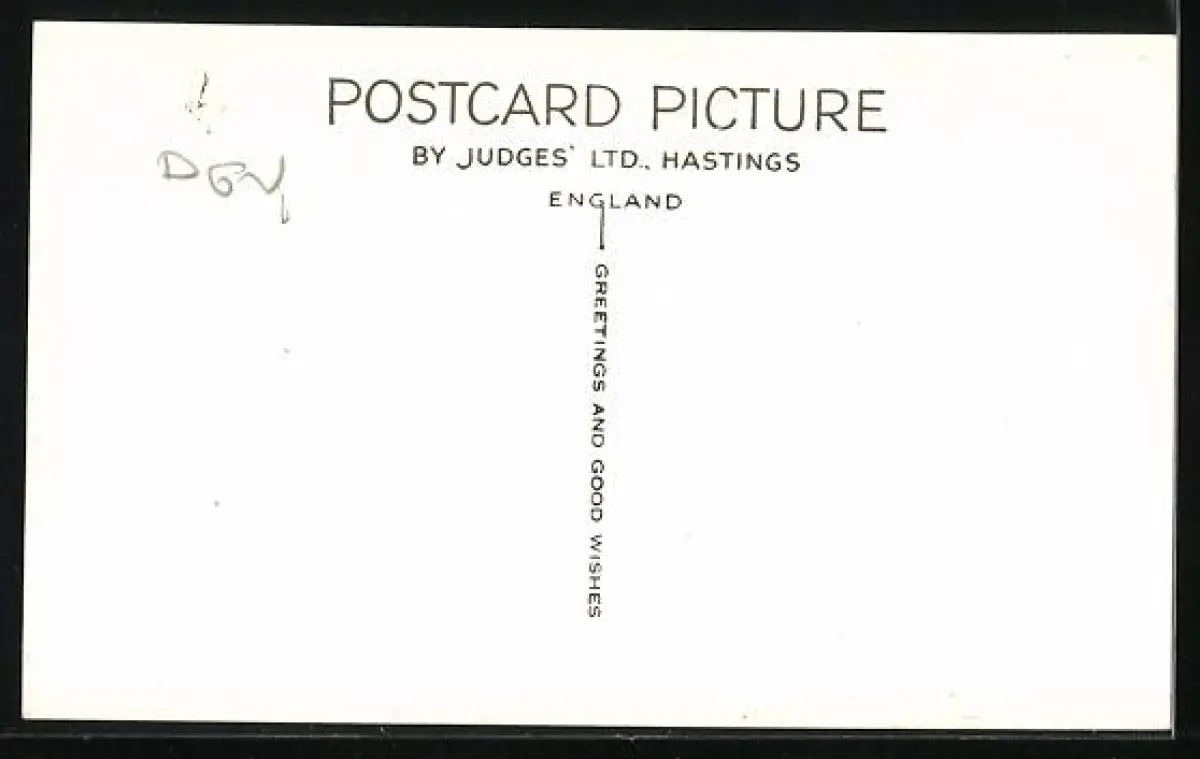 POSTCARD PICTURE
BY JUDGES' LTD., HASTINGS
ENGLAND
GREETINGS AND GOOD WISHES